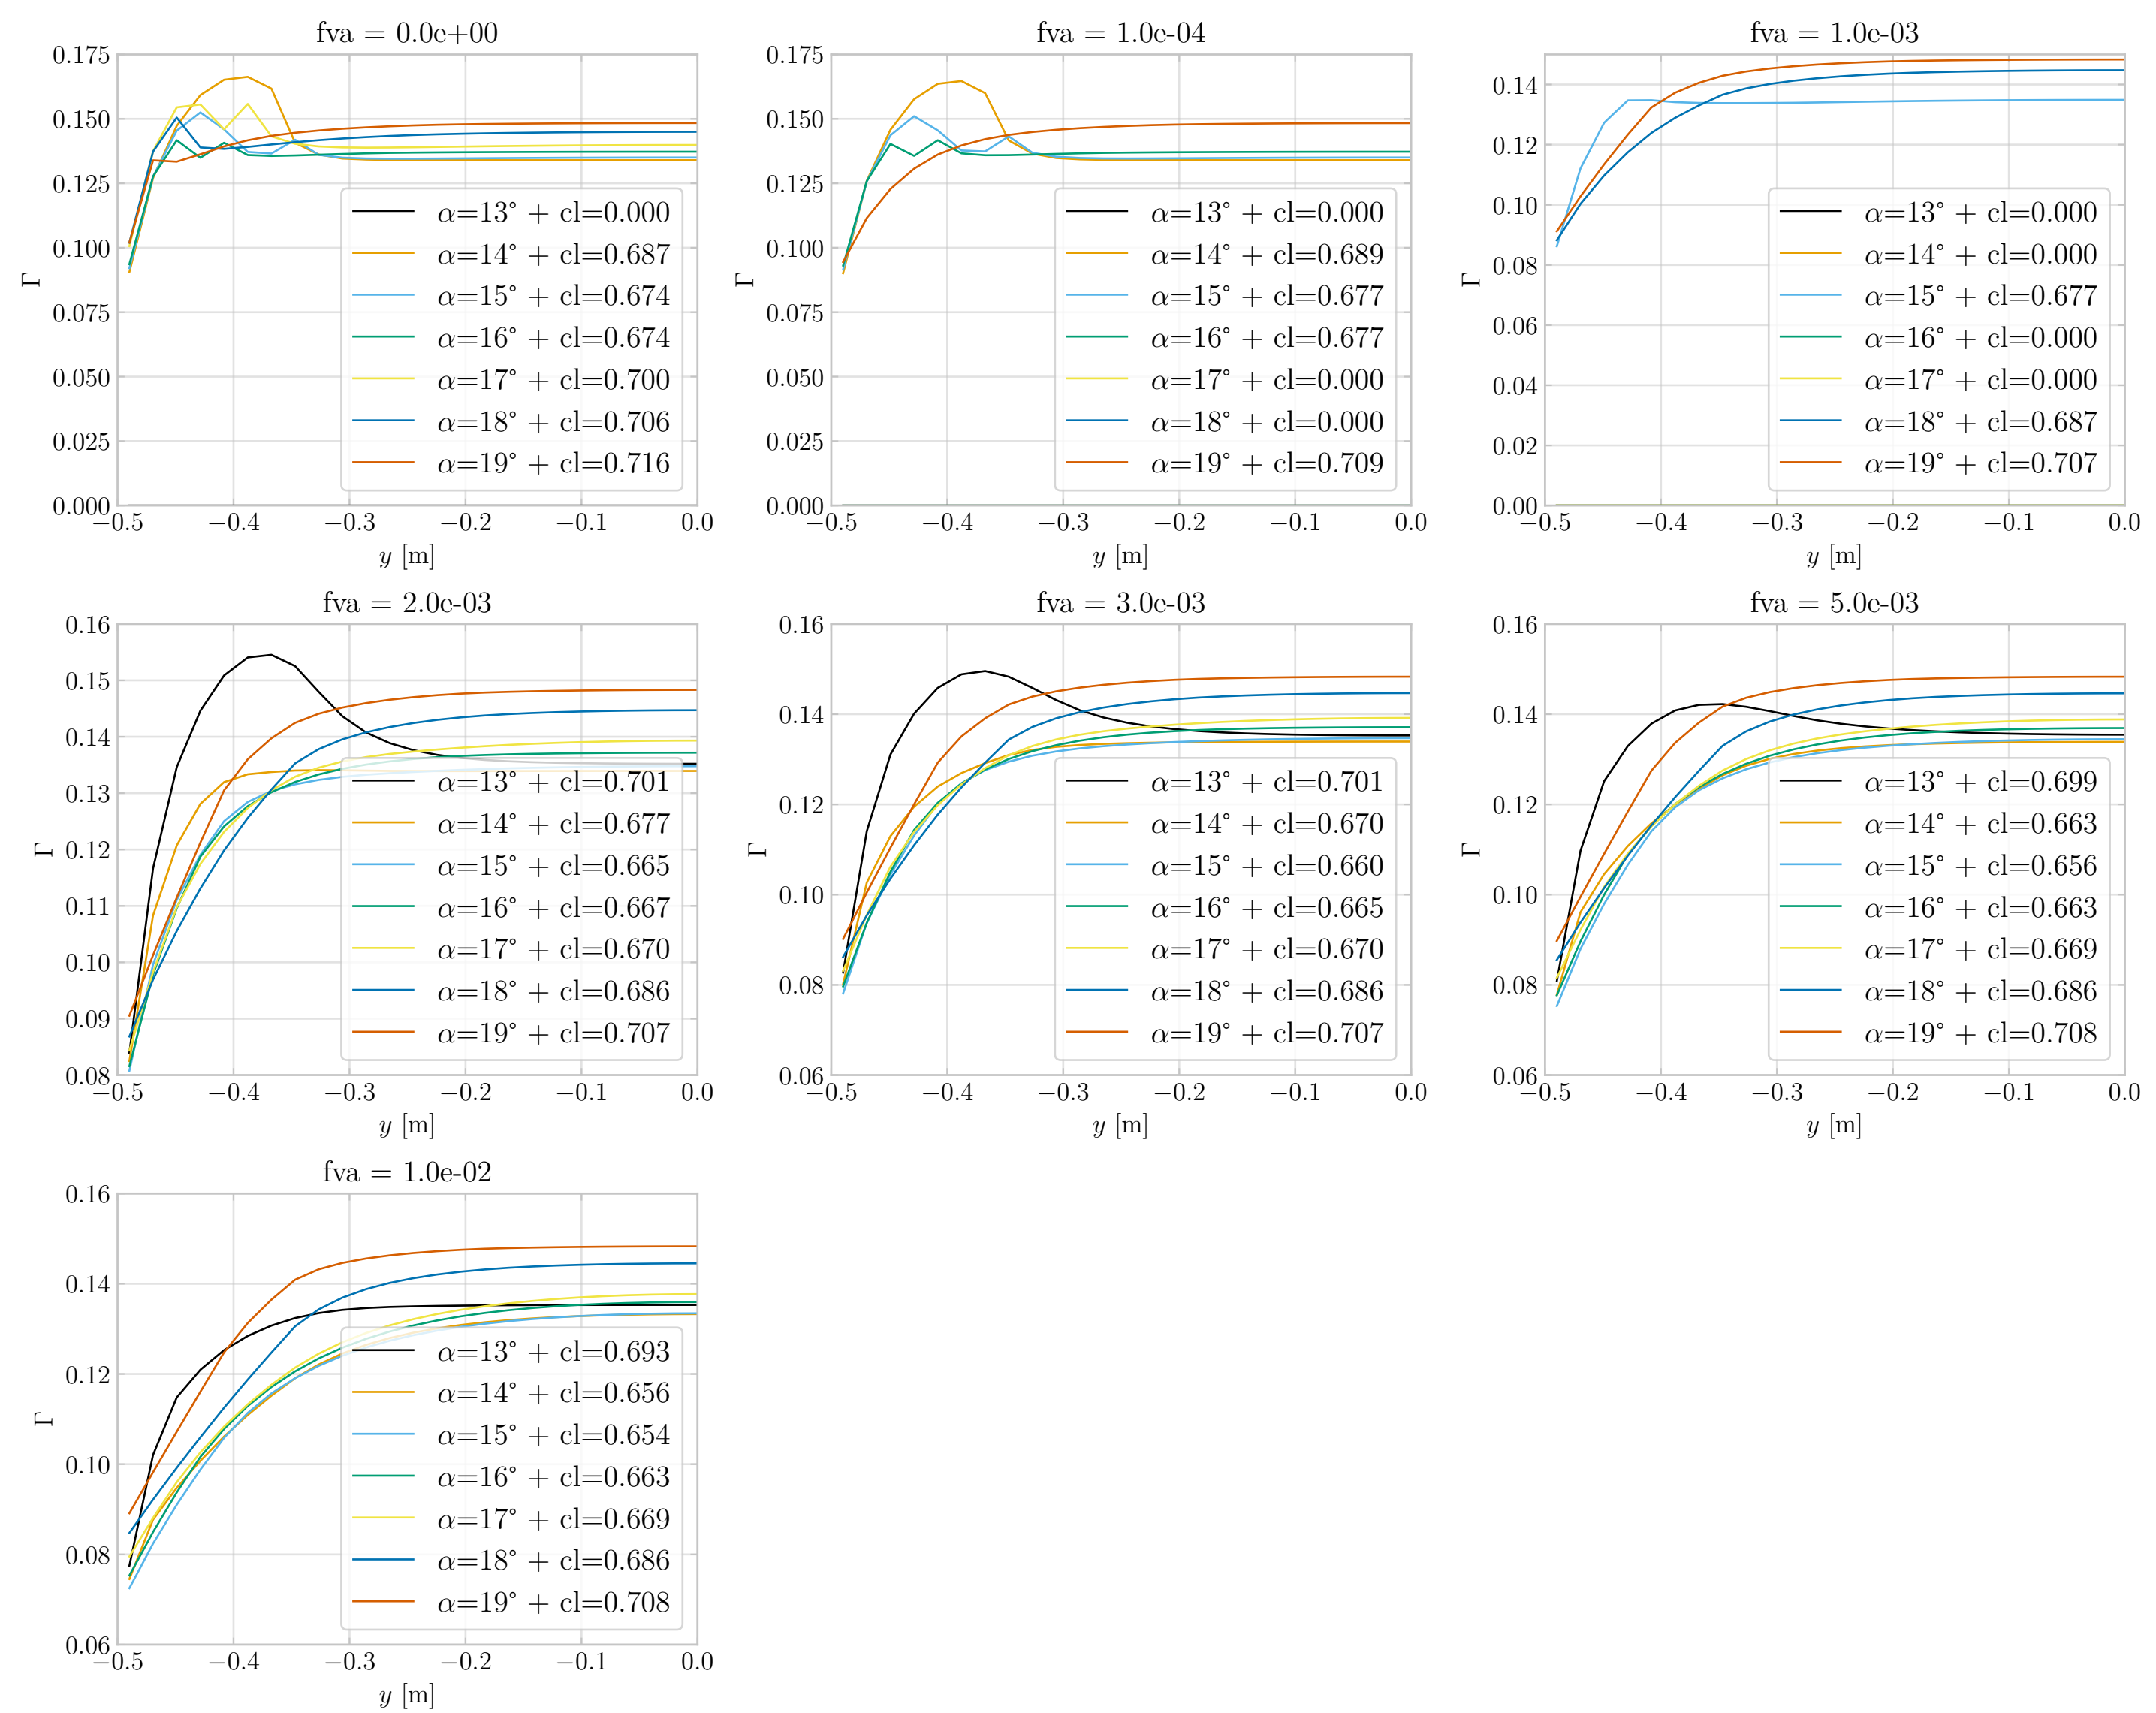 fva = 0.0e+00
0.175
0.150
0.125
0.100
0.075
0.050
0.025
0.000
Γ
α=13° + cl=0.000
α=14° + cl=0.687
α=15° + cl=0.674
α=16° + cl=0.674
α=17° + cl=0.700
α=18° + cl=0.706
α=19° + cl=0.716
−0.5 −0.4 −0.3 −0.2 −0.1 0.0
y [m]
fva = 1.0e-04
0.175
0.150
0.125
0.100
0.075
0.050
0.025
0.000
Γ
α=13° + cl=0.000
α=14° + cl=0.689
α=15° + cl=0.677
α=16° + cl=0.677
α=17° + cl=0.000
α=18° + cl=0.000
α=19° + cl=0.709
−0.5 −0.4 −0.3 −0.2 −0.1 0.0
y [m]
fva = 1.0e-03
0.14
0.12
0.10
0.08
0.06
0.04
0.02
0.00
Γ
α=13° + cl=0.000
α=14° + cl=0.000
α=15° + cl=0.677
α=16° + cl=0.000
α=17° + cl=0.000
α=18° + cl=0.687
α=19° + cl=0.707
−0.5 −0.4 −0.3 −0.2 −0.1 0.0
y [m]
fva = 2.0e-03
0.16
0.15
0.14
0.13
0.12
0.11
0.10
0.09
0.08
Γ
α=13° + cl=0.701
α=14° + cl=0.677
α=15° + cl=0.665
α=16° + cl=0.667
α=17° + cl=0.670
α=18° + cl=0.686
α=19° + cl=0.707
−0.5 −0.4 −0.3 −0.2 −0.1 0.0
y [m]
fva = 3.0e-03
0.16
0.14
0.12
0.10
0.08
0.06
Γ
α=13° + cl=0.701
α=14° + cl=0.670
α=15° + cl=0.660
α=16° + cl=0.665
α=17° + cl=0.670
α=18° + cl=0.686
α=19° + cl=0.707
−0.5 −0.4 −0.3 −0.2 −0.1 0.0
y [m]
fva = 5.0e-03
0.16
0.14
0.12
0.10
0.08
0.06
Γ
α=13° + cl=0.699
α=14° + cl=0.663
α=15° + cl=0.656
α=16° + cl=0.663
α=17° + cl=0.669
α=18° + cl=0.686
α=19° + cl=0.708
−0.5 −0.4 −0.3 −0.2 −0.1 0.0
y [m]
fva = 1.0e-02
0.16
0.14
0.12
0.10
0.08
0.06
Γ
α=13° + cl=0.693
α=14° + cl=0.656
α=15° + cl=0.654
α=16° + cl=0.663
α=17° + cl=0.669
α=18° + cl=0.686
α=19° + cl=0.708
−0.5 −0.4 −0.3 −0.2 −0.1 0.0
y [m]